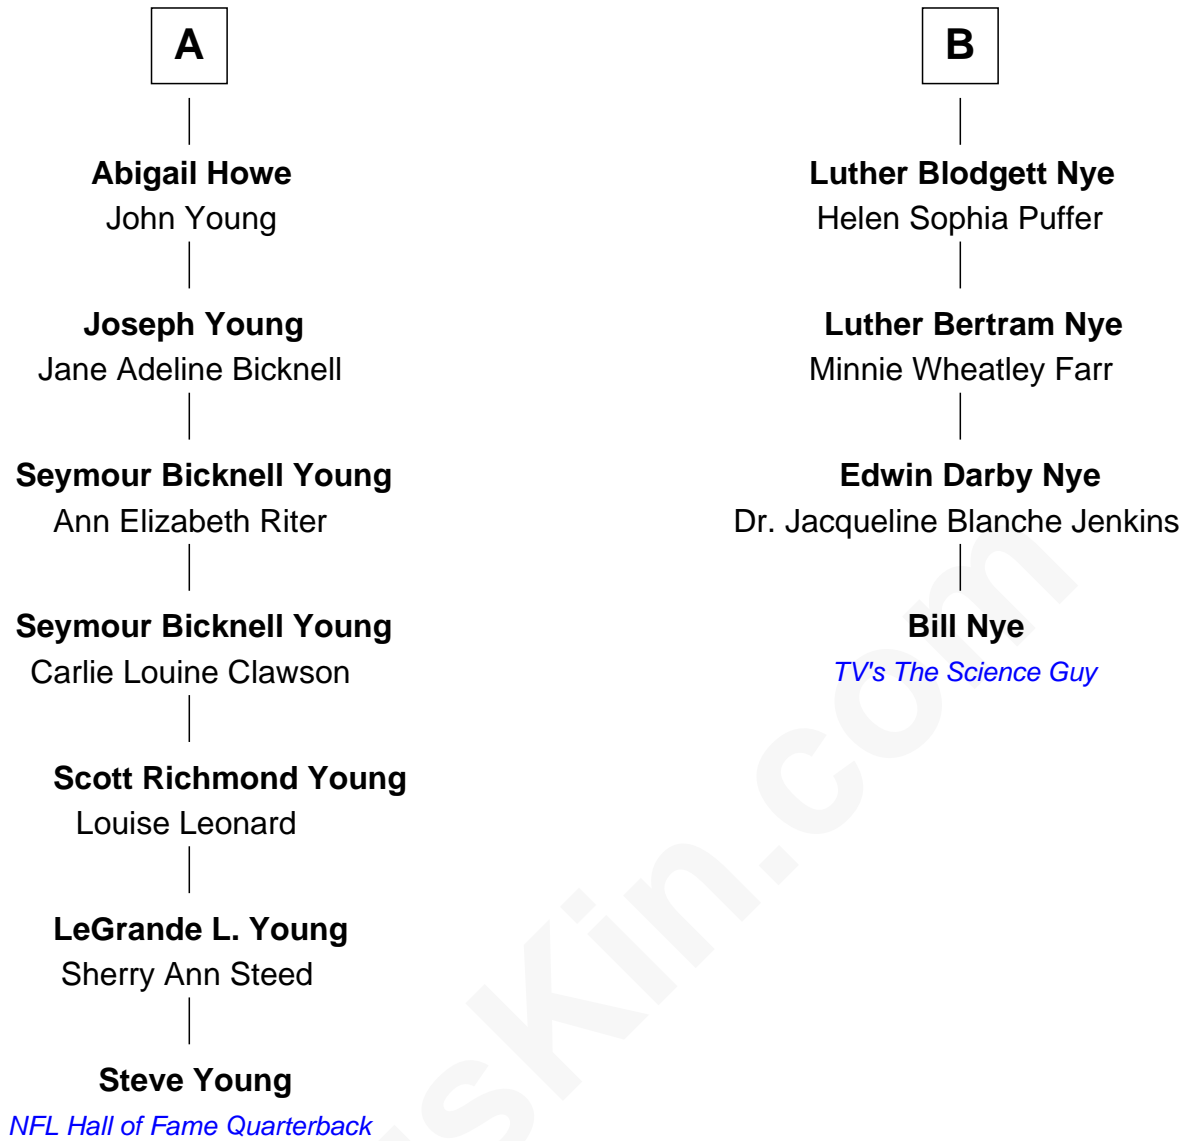 A
Abigail Howe
John Young
Joseph Young
Jane Adeline Bicknell
Seymour Bicknell Young
Ann Elizabeth Riter
Seymour Bicknell Young
Carlie Louine Clawson
Scott Richmond Young
Louise Leonard
LeGrande L. Young
Sherry Ann Steed
Steve Young
NFL Hall of Fame Quarterback
B
Luther Blodgett Nye
Helen Sophia Puffer
Luther Bertram Nye
Minnie Wheatley Farr
Edwin Darby Nye
Dr. Jacqueline Blanche Jenkins
Bill Nye
TV's The Science Guy
usKin.com